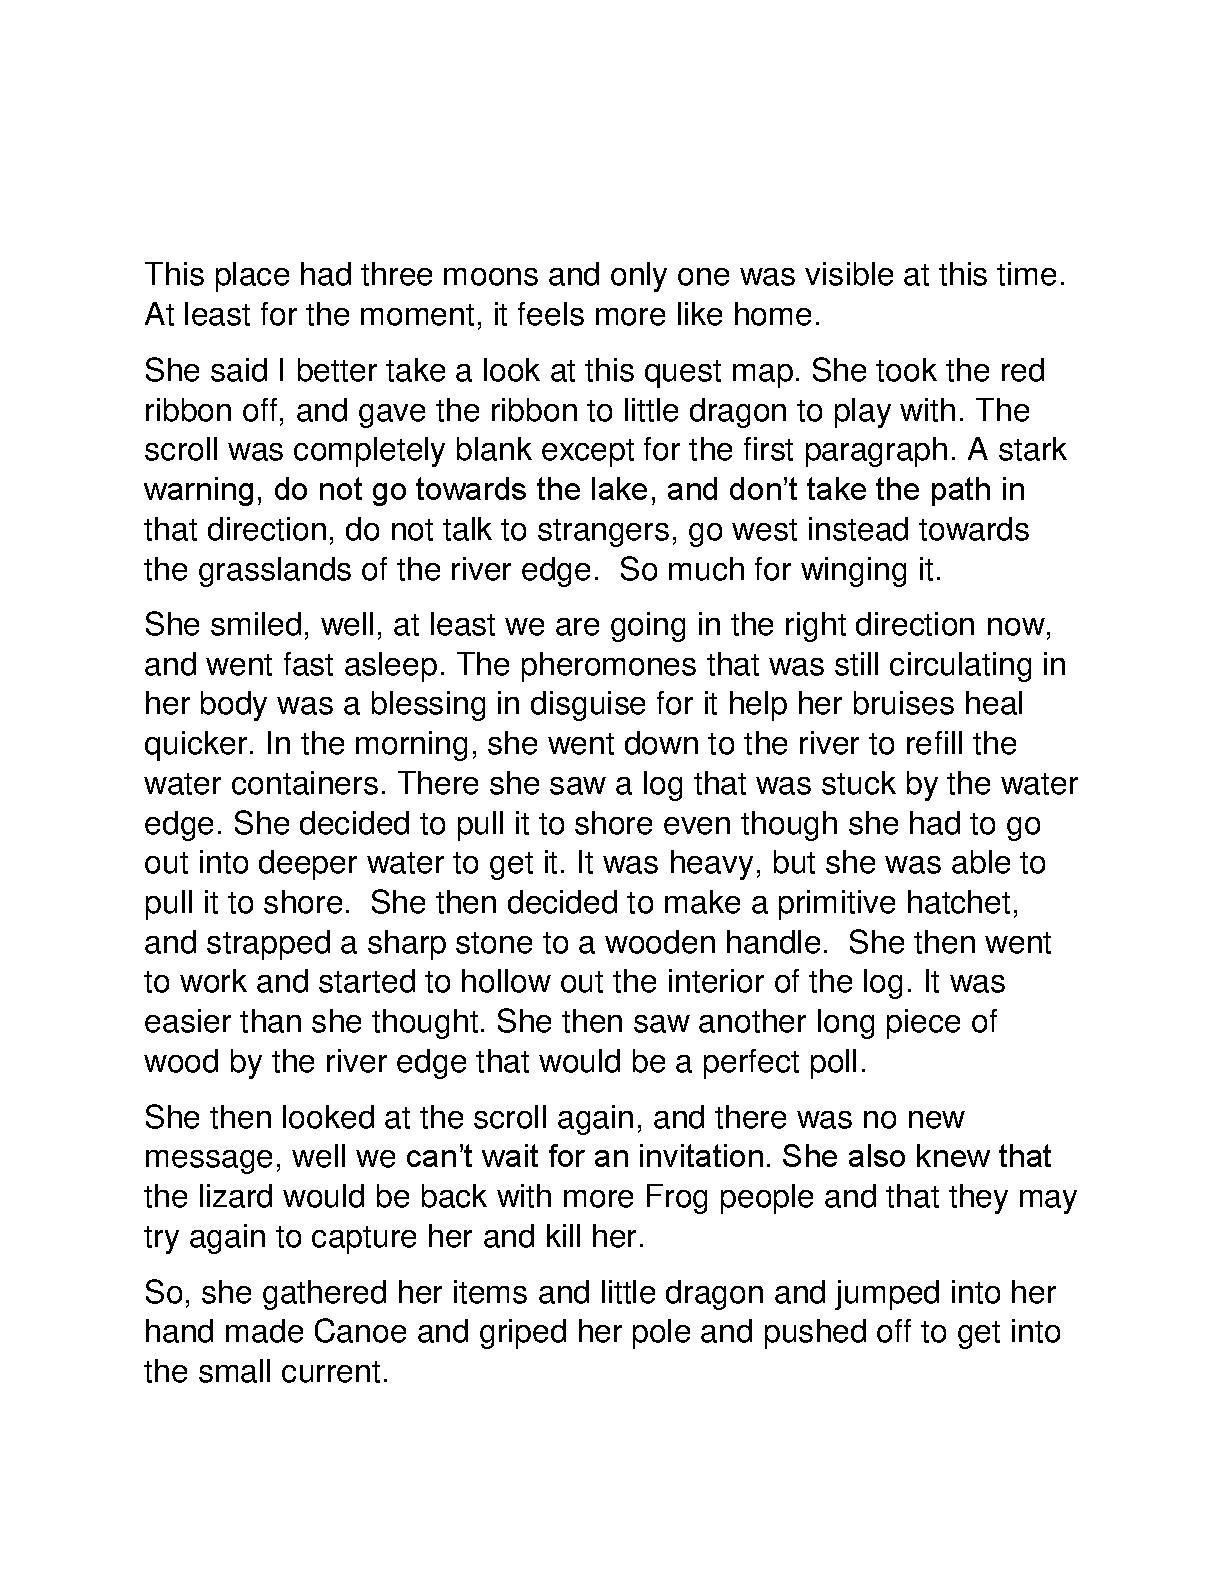 This place had three moons and only one was visible at this time.
At least for the moment, it feels more like home.
She said I better take a look at this quest map. She took the red
ribbon off, and gave the ribbon to little dragon to play with. The
scroll was completely blank except for the first paragraph. A stark
warning, do not go towards the lake, and don’t take the path in
that direction, do not talk to strangers, go west instead towards
the grasslands of the river edge.  So much for winging it.
She smiled, well, at least we are going in the right direction now,
and went fast asleep. The pheromones that was still circulating in
her body was a blessing in disguise for it help her bruises heal
quicker. In the morning, she went down to the river to refill the
water containers. There she saw a log that was stuck by the water
edge. She decided to pull it to shore even though she had to go
out into deeper water to get it. It was heavy, but she was able to
pull it to shore.  She then decided to make a primitive hatchet,
and strapped a sharp stone to a wooden handle.  She then went
to work and started to hollow out the interior of the log. It was
easier than she thought. She then saw another long piece of
wood by the river edge that would be a perfect poll.
She then looked at the scroll again, and there was no new
message, well we can’t wait for an invitation. She also knew that
the lizard would be back with more Frog people and that they may
try again to capture her and kill her.
So, she gathered her items and little dragon and jumped into her
hand made Canoe and griped her pole and pushed off to get into
the small current.